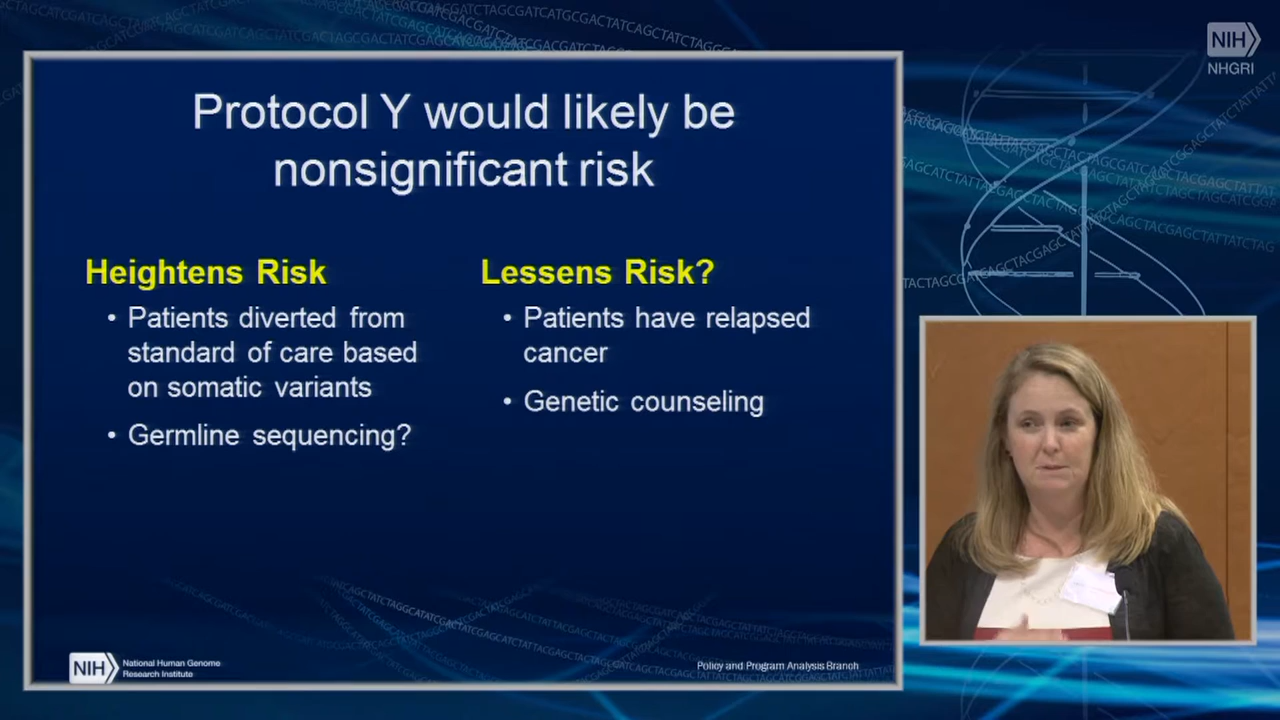 NIH
NHGRI
Protocol Y would likely be
nonsignificant risk
Heightens Risk
• Patients diverted from
standard of care based
on somatic variants
• Germline sequencing?
Lessens Risk?
• Patients have relapsed
cancer
• Genetic counseling
NIH
National Human Genome
Research Institute
Policy and Program Analysis Branch